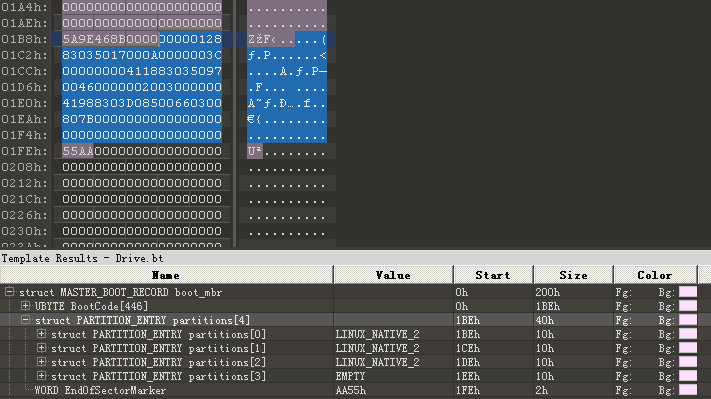 01A4h: 00000000000000000000 ..........
01AEh: 00000000000000000000 ..........
01B8h: 5A9E468B000000000128 ZžF‹.....(
01C2h: 83035017000A0000003C ƒ.P......<
01CCh: 00000000411883035097 ....A.ƒ.P—
01D6h: 00460000002003000000 .F... ....
01E0h: 41988303D08500660300 A˜ƒ.Ð….f..
01EAh: 807B0000000000000000 €{........
01F4h: 00000000000000000000 ..........
01FEh: 55AA0000000000000000 Uª........
0208h: 00000000000000000000 ..........
0212h: 00000000000000000000 ..........
021Ch: 00000000000000000000 ..........
0226h: 00000000000000000000 ..........
0230h: 00000000000000000000 ..........
023Ah: 00000000000000000000 ..........
Template Results - Drive.bt
Name Value Start Size Color
struct MASTER_BOOT_RECORD boot_mbr 0h 200h Fg: Bg:
UBYTE BootCode[446] 0h 1BEh Fg: Bg:
struct PARTITION_ENTRY partitions[4] 1BEh 40h Fg: Bg:
struct PARTITION_ENTRY partitions[0] LINUX_NATIVE_2 1BEh 10h Fg: Bg:
struct PARTITION_ENTRY partitions[1] LINUX_NATIVE_2 1CEh 10h Fg: Bg:
struct PARTITION_ENTRY partitions[2] LINUX_NATIVE_2 1DEh 10h Fg: Bg:
struct PARTITION_ENTRY partitions[3] EMPTY 1EEh 10h Fg: Bg:
WORD EndOfSectorMarker AA55h 1FEh 2h Fg: Bg: